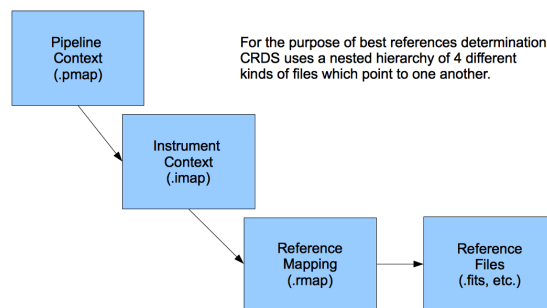 Pipeline
Context
(.pmap)
For the purpose of best references determination
CRDS uses a nested hierarchy of 4 different
kinds of files which point to one another.
Instrument
Context
(.imap)
Reference
Mapping
(.rmap)
Reference
Files
(.fits, etc.)